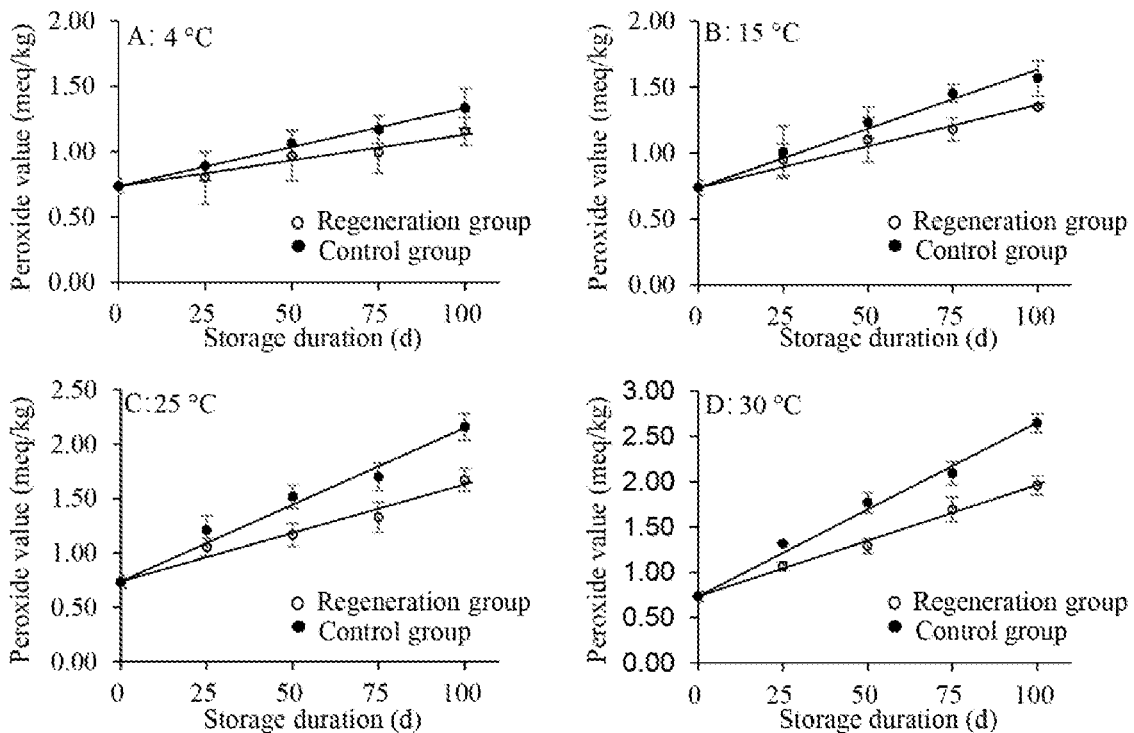 A: 4 °C
Peroxide value (meq/kg)
2.00
1.50
1.00
0.50
0.00
Regeneration group
Control group
0 25 50 75 100
Storage duration (d)
B: 15 °C
Peroxide value (meq/kg)
2.00
1.50
1.00
0.50
0.00
Regeneration group
Control group
0 25 50 75 100
Storage duration (d)
C:25 °C
Peroxide value (meq/kg)
2.50
2.00
1.50
1.00
0.50
0.00
Regeneration group
Control group
0 25 50 75 100
Storage duration (d)
D: 30 °C
Peroxide value (meq/kg)
3.00
2.50
2.00
1.50
1.00
0.50
0.00
Regeneration group
Control group
0 25 50 75 100
Storage duration (d)